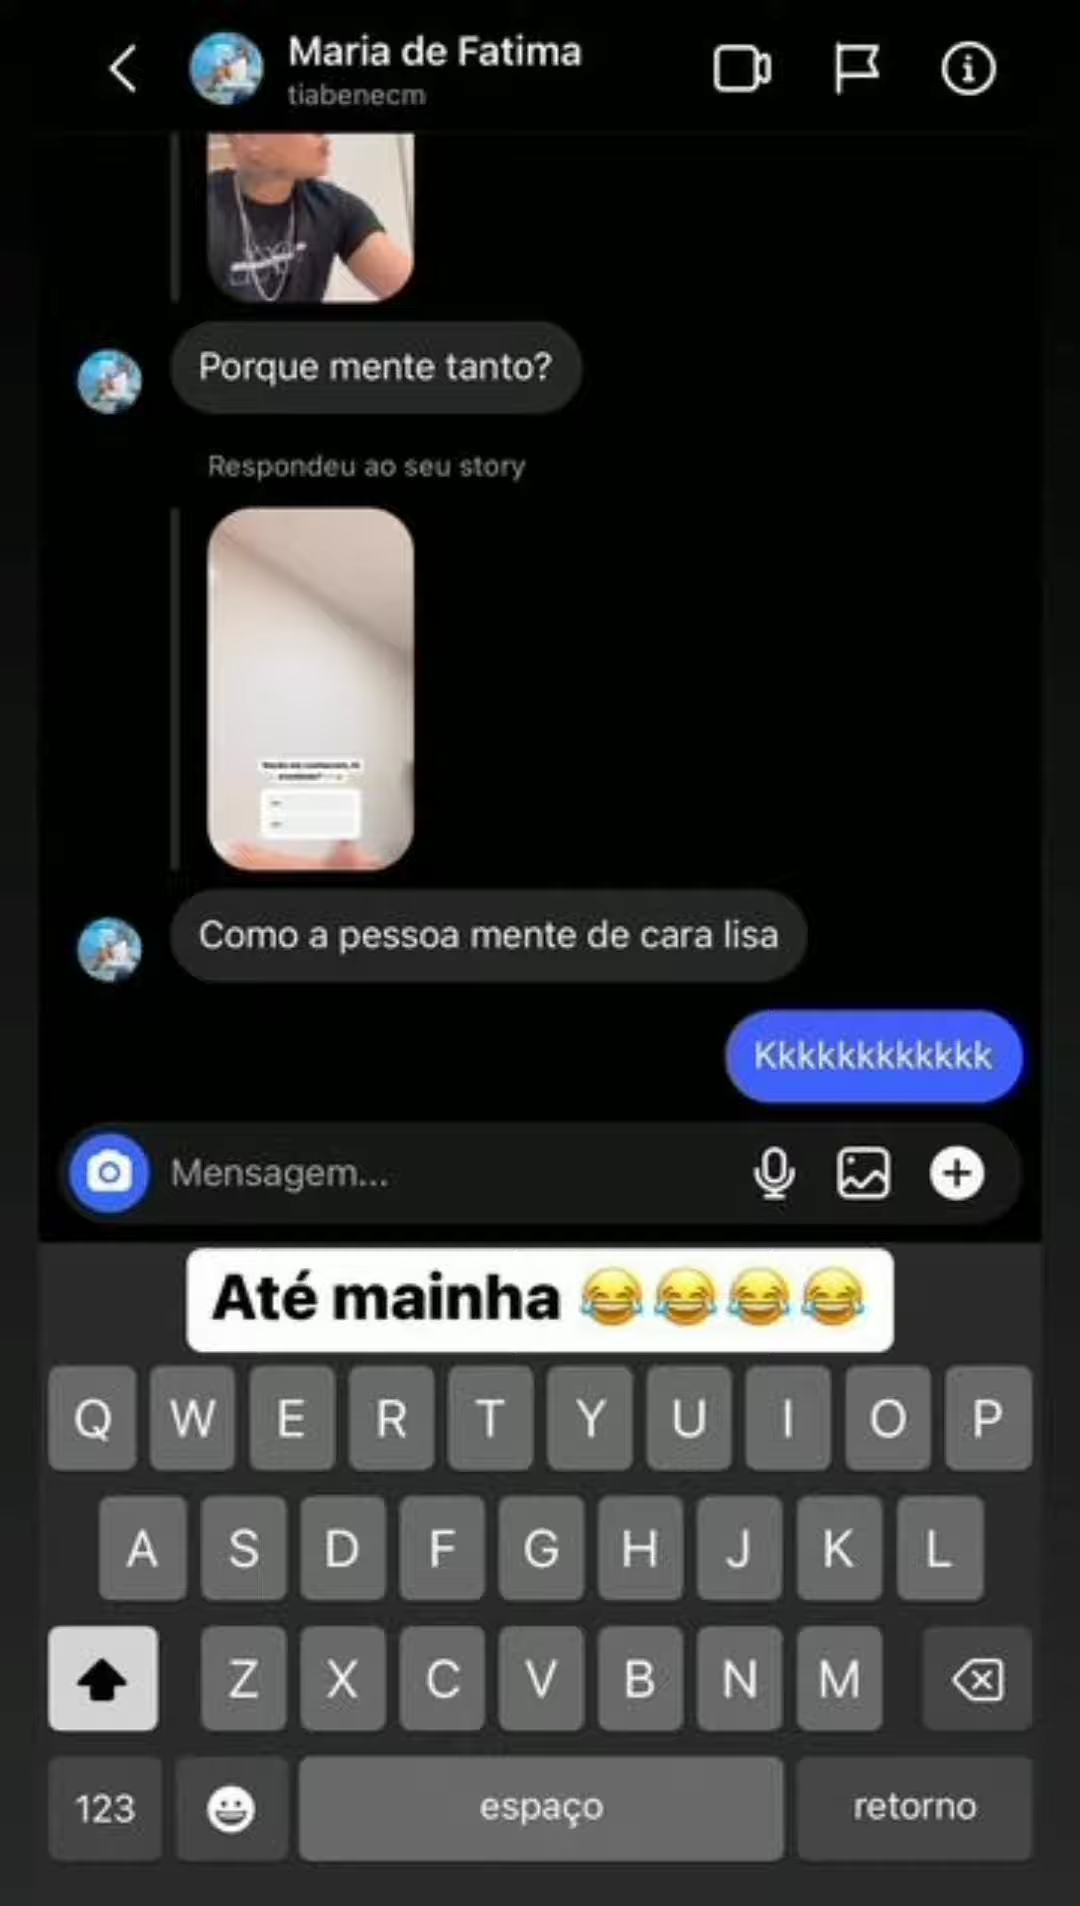 Maria de Fatima
tiabenecm
Porque mente tanto?
Respondeu ao seu story
Como a pessoa mente de cara lisa
Kkkkkkkkkkkk
Mensagem...
Até mainha 😂😂😂😂
Q W E R T Y U I O P
A S D F G H J K L
Z X C V B N M
123 espaço retorno